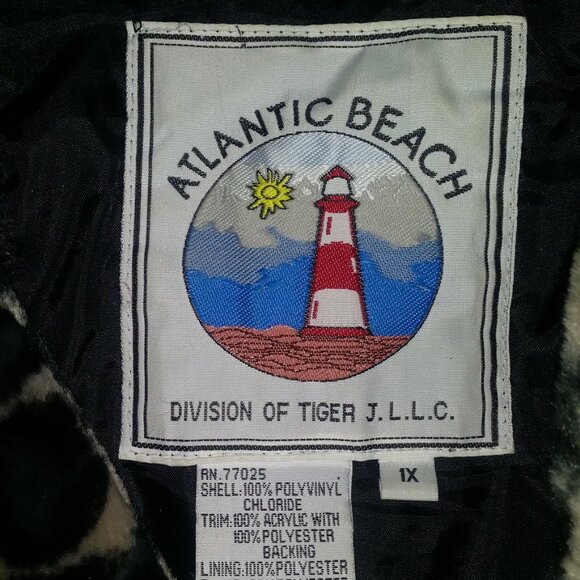 ATLANTIC BEACH
DIVISION OF TIGER J.L.L.C.
RN.77025
1X
SHELL:100% POLYVINYL
CHLORIDE
TRIM:100% ACRYLIC WITH
100% POLYESTER
BACKING
LINING:100% POLYESTER